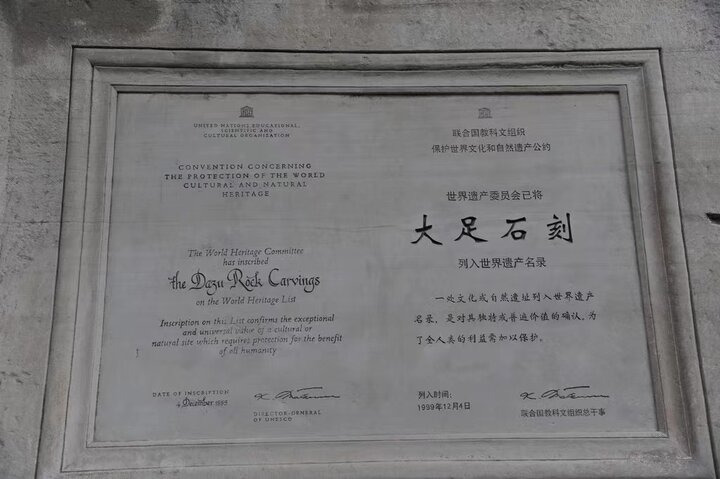 UNITED NATIONS EDUCATIONAL,
SCIENTIFIC AND
CULTURAL ORGANISATION
CONVENTION CONCERNING
THE PROTECTION OF THE WORLD
CULTURAL AND NATURAL
HERITAGE
The World Heritage Committee
has inscribed
the Dazu Rock Carvings
on the World Heritage List
Inscription on this List confirms the exceptional
and universal value of a cultural or
natural site which requires protection for the benefit
of all humanity
DATE OF INSCRIPTION
4 December 1999
DIRECTOR-GENERAL
OF UNESCO
联合国教科文组织
保护世界文化和自然遗产公约
世界遗产委员会已将
大足石刻
列入世界遗产名录
一处文化或自然遗址列入世界遗产
名录，是对其独特或普遍价值的确认，为
了全人类的利益需加以保护。
列入时间：
1999年12月4日
联合国教科文组织总干事